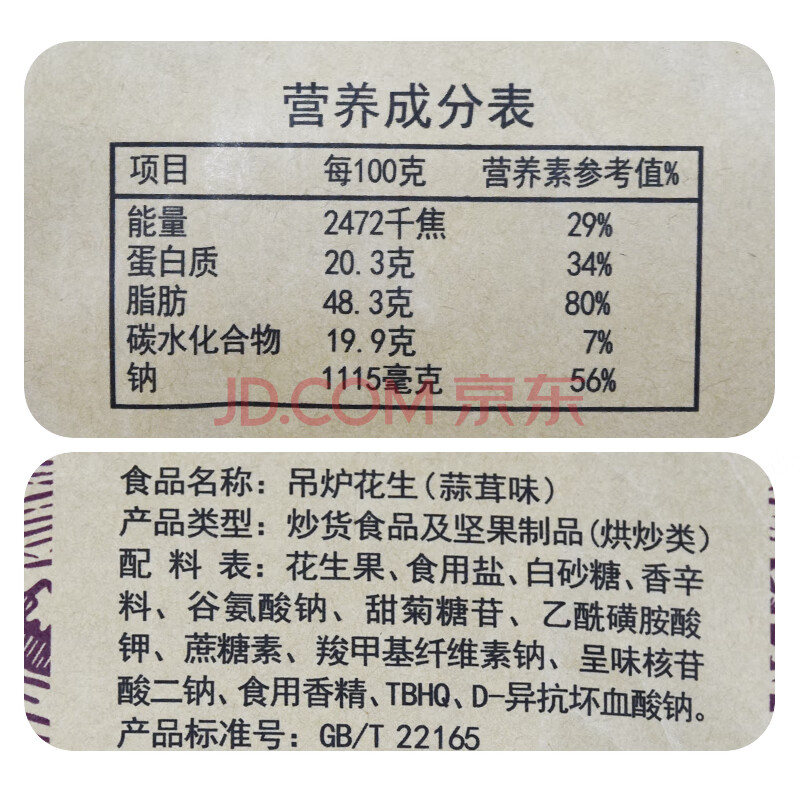 营养成分表
项目 每100克 营养素参考值%
能量 2472千焦 29%
蛋白质 20.3克 34%
脂肪 48.3克 80%
碳水化合物 19.9克 7%
钠 1115毫克 56%
JD.COM 京东
食品名称：吊炉花生(蒜茸味)
产品类型：炒货食品及坚果制品(烘炒类)
配 料 表：花生果、食用盐、白砂糖、香辛
料、谷氨酸钠、甜菊糖苷、乙酰磺胺酸
钾、蔗糖素、羧甲基纤维素钠、呈味核苷
酸二钠、食用香精、TBHQ、D-异抗坏血酸钠。
产品标准号：GB/T 22165